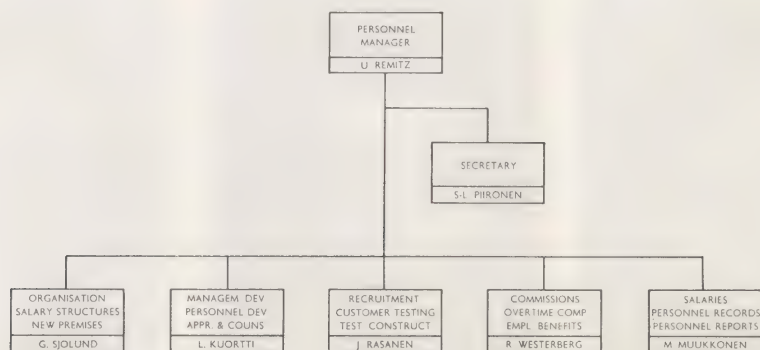 PERSONNEL
MANAGER
U REMITZ
SECRETARY
S-L PIIRONEN
ORGANISATION
SALARY STRUCTURES
NEW PREMISES
G. SJOLUND
MANAGEM DEV
PERSONNEL DEV
APPR. & COUNS
L. KUORTTI
RECRUITMENT
CUSTOMER TESTING
TEST CONSTRUCT
J RASANEN
COMMISSIONS
OVERTIME COMP
EMPL BENEFITS
R WESTERBERG
SALARIES
PERSONNEL RECORDS
PERSONNEL REPORTS
M MUUKKONEN